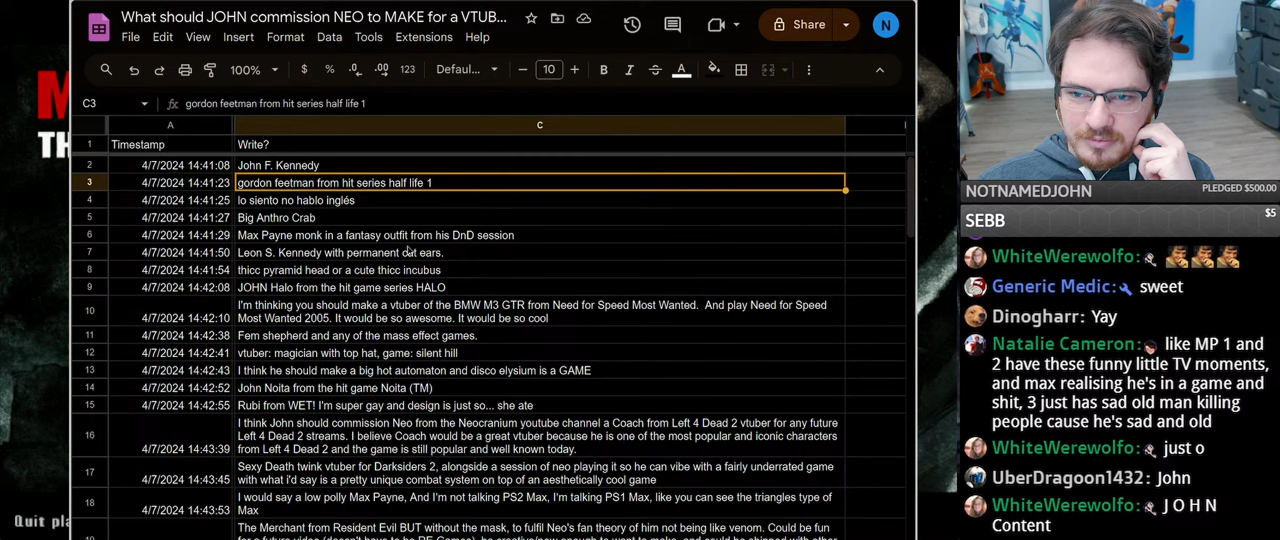 What should JOHN commission NEO to MAKE for a VTUB...
Share
N
File Edit View Insert Format Data Tools Extensions Help
100% $ % .0 .00 123 Defaul... 10 B I A
C3 fx gordon feetman from hit series half life 1
A C
1 Timestamp Write?
2 4/7/2024 14:41:08 John F. Kennedy
3 4/7/2024 14:41:23 gordon feetman from hit series half life 1
4 4/7/2024 14:41:25 lo siento no hablo inglés
5 4/7/2024 14:41:27 Big Anthro Crab
6 4/7/2024 14:41:29 Max Payne monk in a fantasy outfit from his DnD session
7 4/7/2024 14:41:50 Leon S. Kennedy with permanent cat ears.
8 4/7/2024 14:41:54 thicc pyramid head or a cute thicc incubus
9 4/7/2024 14:42:08 JOHN Halo from the hit game series HALO
I'm thinking you should make a vtuber of the BMW M3 GTR from Need for Speed Most Wanted. And play Need for Speed
10 4/7/2024 14:42:10 Most Wanted 2005. It would be so awesome. It would be so cool
11 4/7/2024 14:42:38 Fem shepherd and any of the mass effect games.
12 4/7/2024 14:42:41 vtuber: magician with top hat, game: silent hill
13 4/7/2024 14:42:43 I think he should make a big hot automaton and disco elysium is a GAME
14 4/7/2024 14:42:52 John Noita from the hit game Noita (TM)
15 4/7/2024 14:42:55 Rubi from WET! I'm super gay and design is just so... she ate
I think John should commission Neo from the Neocranium youtube channel a Coach from Left 4 Dead 2 vtuber for any future
16 Left 4 Dead 2 streams. I believe Coach would be a great vtuber because he is one of the most popular and iconic characters
4/7/2024 14:43:39 from Left 4 Dead 2 and the game is still popular and well known today.
Sexy Death twink vtuber for Darksiders 2, alongside a session of neo playing it so he can vibe with a fairly underrated game
17 4/7/2024 14:43:45 with what i'd say is a pretty unique combat system on top of an aesthetically cool game
I would say a low polly Max Payne, And I'm not talking PS2 Max, I'm talking PS1 Max, like you can see the triangles type of
18 4/7/2024 14:43:53 Max
The Merchant from Resident Evil BUT without the mask, to fulfil Neo's fan theory of him not being like venom. Could be fun
M
TH
Quit pla
NOTNAMEDJOHN PLEDGED $500.00
SEBB $5
WhiteWerewolfo:
Generic Medic: sweet
Dinogharr: Yay
Natalie Cameron: like MP 1 and
2 have these funny little TV moments,
and max realising he's in a game and
shit, 3 just has sad old man killing
people cause he's sad and old
WhiteWerewolfo: just o
UberDragoon1432: John
WhiteWerewolfo: J O H N
Content